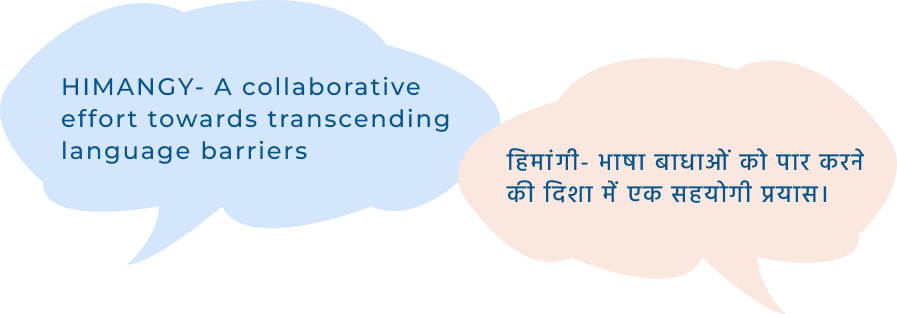 HIMANGY- A collaborative
effort towards transcending
language barriers
हिमांगी- भाषा बाधाओं को पार करने
की दिशा में एक सहयोगी प्रयास।